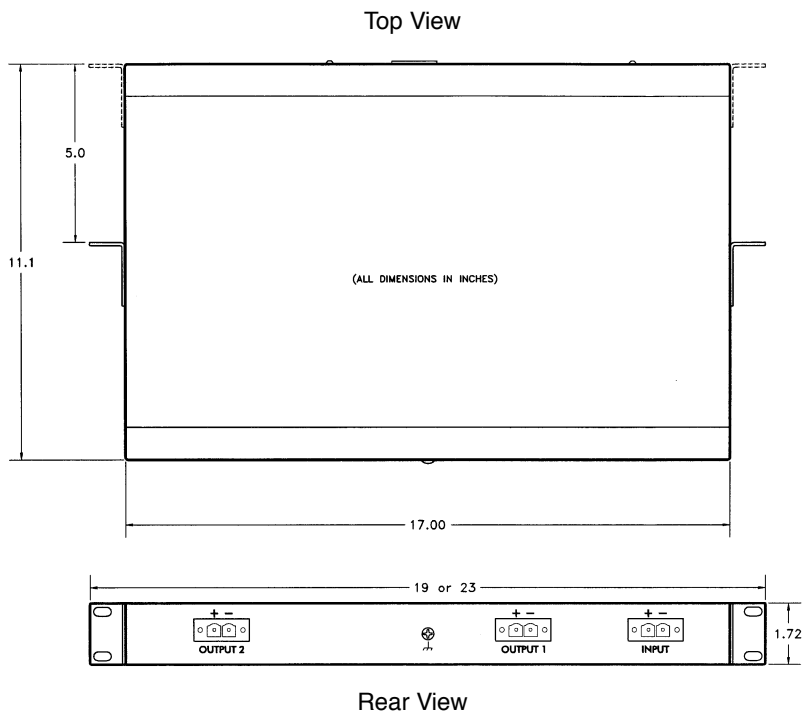 Top View
5.0
11.1
(ALL DIMENSIONS IN INCHES)
17.00
19 or 23
+ -
+ -
+ -
1.72
OUTPUT 2
OUTPUT 1
INPUT
Rear View